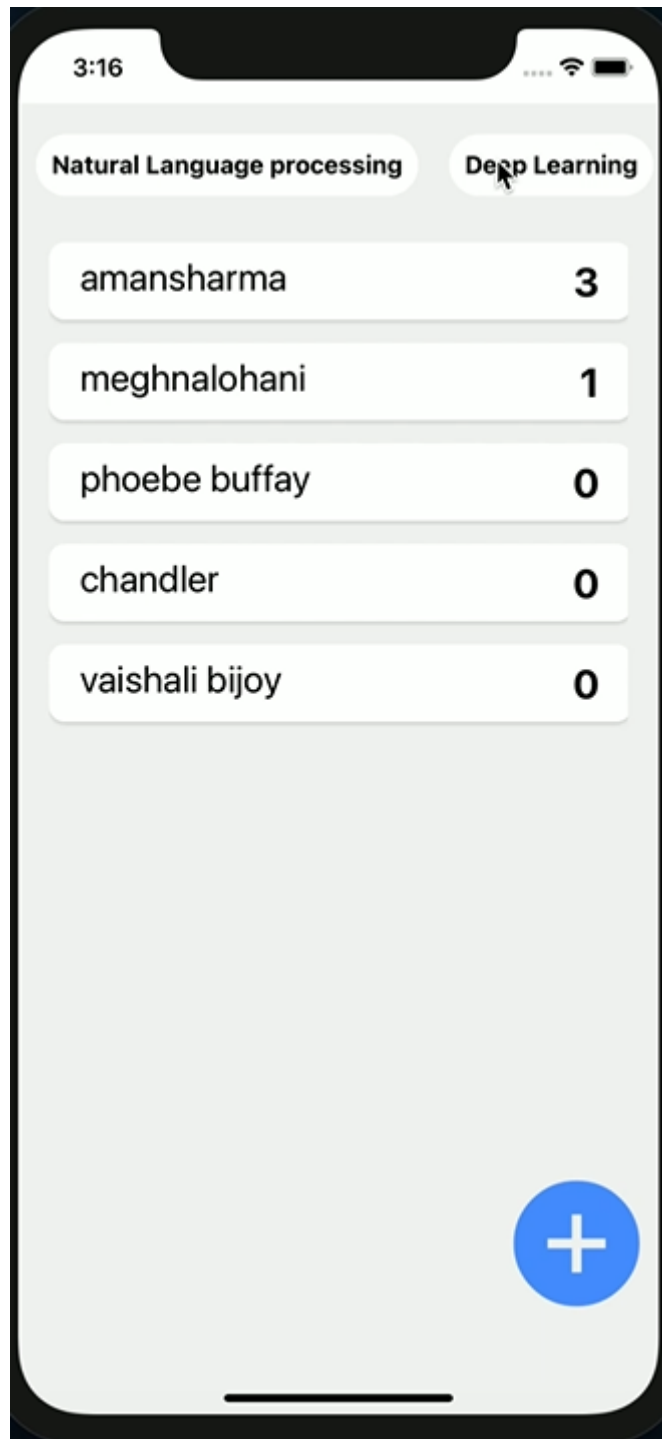 3:16
Natural Language processing Deep Learning
amansharma 3
meghnalohani 1
phoebe buffay 0
chandler 0
vaishali bijoy 0